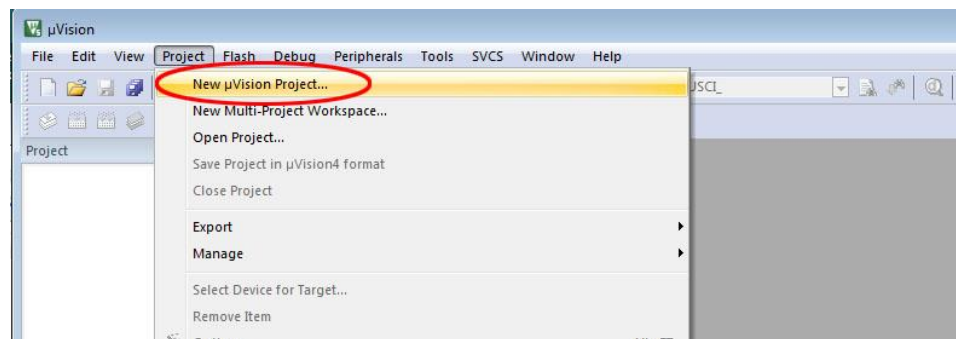 μVision
File Edit View Project Flash Debug Peripherals Tools SVCS Window Help
New μVision Project...
JSCI_
New Multi-Project Workspace...
Open Project...
Project
Save Project in μVision4 format
Close Project
Export
Manage
Select Device for Target...
Remove Item